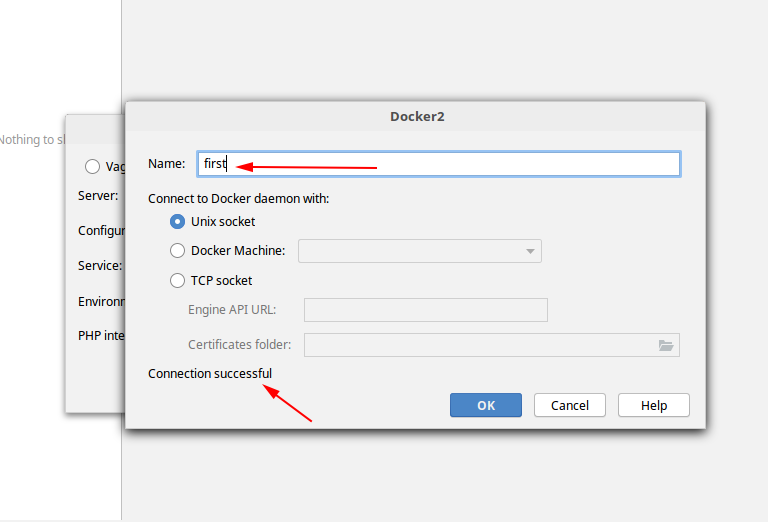 Docker2
Nothing to
Name: first
Vag
Server:
Connect to Docker daemon with:
Unix socket
Configur
Docker Machine:
Service:
TCP socket
Environ
Engine API URL:
PHP inte
Certificates folder:
Connection successful
OK Cancel Help